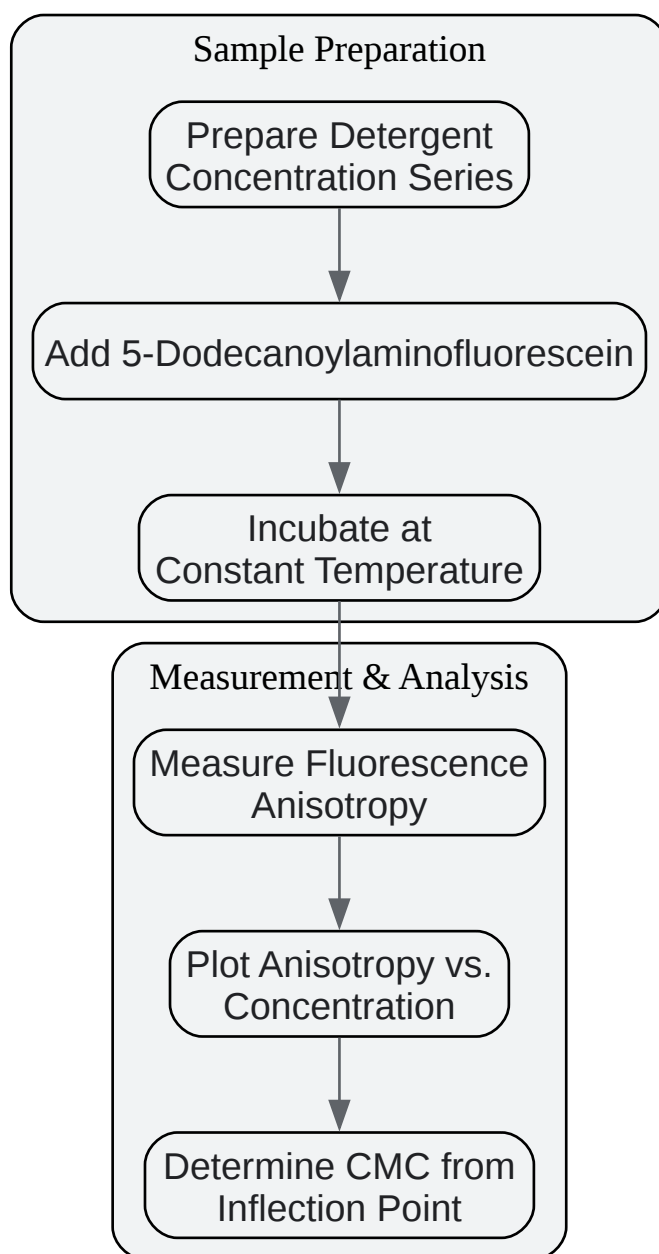 Sample Preparation
Prepare Detergent
Concentration Series
Add 5-Dodecanoylaminofluorescein
Incubate at
Constant Temperature
Measurement & Analysis
Measure Fluorescence
Anisotropy
Plot Anisotropy vs.
Concentration
Determine CMC from
Inflection Point